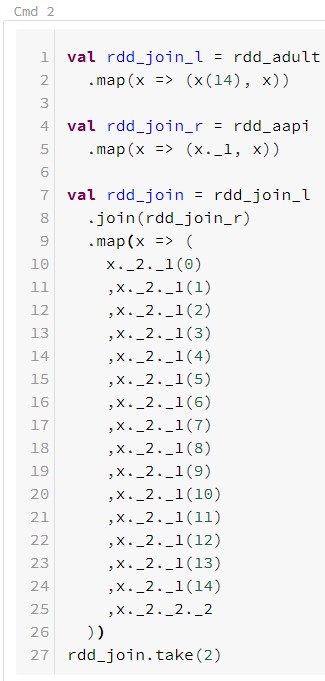 Cmd 2
1 val rdd_join_l = rdd_adult
2   .map(x => (x(14), x))
3
4 val rdd_join_r = rdd_aapi
5   .map(x => (x._1, x))
6
7 val rdd_join = rdd_join_l
8   .join(rdd_join_r)
9   .map(x => (
10     x._2._1(0)
11     ,x._2._1(1)
12     ,x._2._1(2)
13     ,x._2._1(3)
14     ,x._2._1(4)
15     ,x._2._1(5)
16     ,x._2._1(6)
17     ,x._2._1(7)
18     ,x._2._1(8)
19     ,x._2._1(9)
20     ,x._2._1(10)
21     ,x._2._1(11)
22     ,x._2._1(12)
23     ,x._2._1(13)
24     ,x._2._1(14)
25     ,x._2._2._2
26   ))
27 rdd_join.take(2)